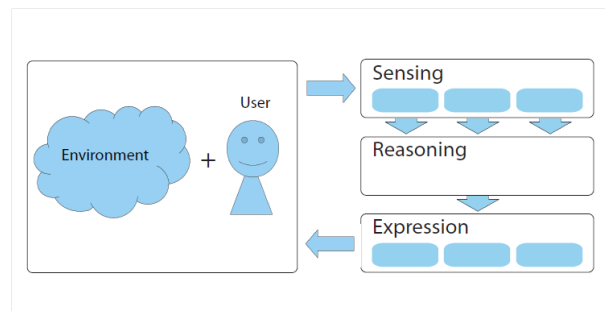 User
Environment
+
Sensing
Reasoning
Expression